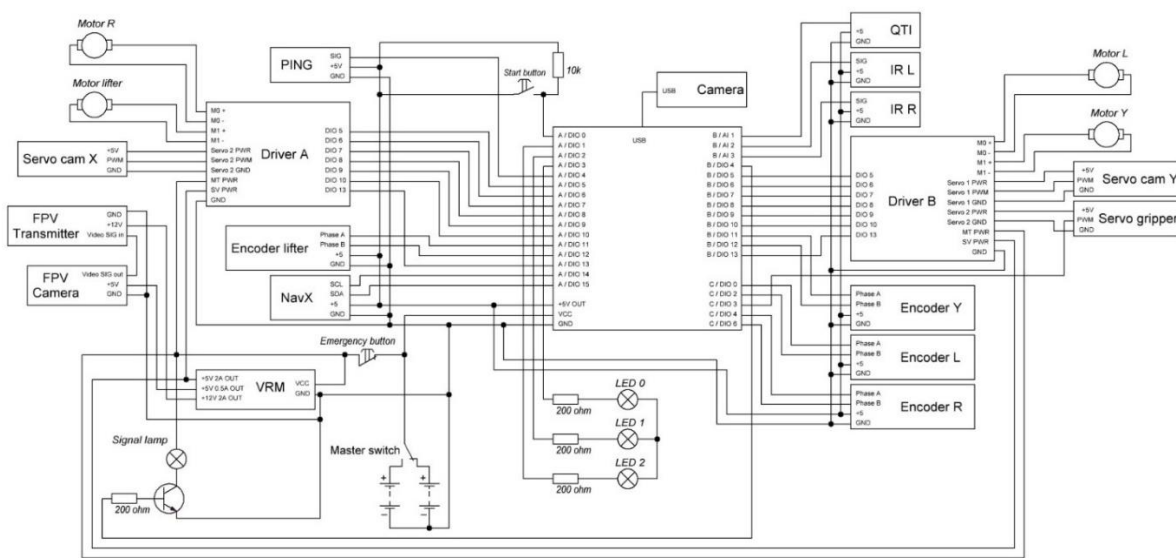 Motor R
Motor lifter
Servo cam X
+5V
PWM
GND
FPV
Transmitter
GND
+12V
Video SIG in
FPV
Camera
Video SIG out
+5V
GND
M0 +
M0 -
M1 +
M1 -
Servo 2 PWR
Servo 2 PWM
Servo 2 GND
MT PWR
SV PWR
GND
Driver A
DIO 5
DIO 6
DIO 7
DIO 8
DIO 9
DIO 10
DIO 13
PING
SIG
+5V
GND
Start button
10k
Encoder lifter
Phase A
Phase B
+5
GND
NavX
SCL
SDA
+5
GND
Emergency button
+5V 2A OUT
+5V 0.5A OUT
+12V 2A OUT
VRM
VCC
GND
Signal lamp
200 ohm
Master switch
+
+
-
-
USB
Camera
USB
A / DIO 0
A / DIO 1
A / DIO 2
A / DIO 3
A / DIO 4
A / DIO 5
A / DIO 6
A / DIO 7
A / DIO 8
A / DIO 9
A / DIO 10
A / DIO 11
A / DIO 12
A / DIO 13
A / DIO 14
A / DIO 15
+5V OUT
VCC
GND
B / AI 1
B / AI 2
B / AI 3
B / DIO 4
B / DIO 5
B / DIO 6
B / DIO 7
B / DIO 8
B / DIO 9
B / DIO 10
B / DIO 11
B / DIO 12
B / DIO 13
C / DIO 0
C / DIO 2
C / DIO 3
C / DIO 4
C / DIO 6
LED 0
200 ohm
LED 1
200 ohm
LED 2
200 ohm
QTI
+5
GND
IR L
SIG
+5
GND
IR R
SIG
+5
GND
Motor L
Motor Y
DIO 5
DIO 6
DIO 7
DIO 8
DIO 9
DIO 10
DIO 13
Driver B
M0 +
M0 -
M1 +
M1 -
Servo 1 PWR
Servo 1 PWM
Servo 1 GND
Servo 2 PWR
Servo 2 GND
MT PWR
SV PWR
GND
+5V
PWM
GND
Servo cam Y
+5V
PWM
GND
Servo gripper
Phase A
Phase B
+5
GND
Encoder Y
Phase A
Phase B
+5
GND
Encoder L
Phase A
Phase B
+5
GND
Encoder R